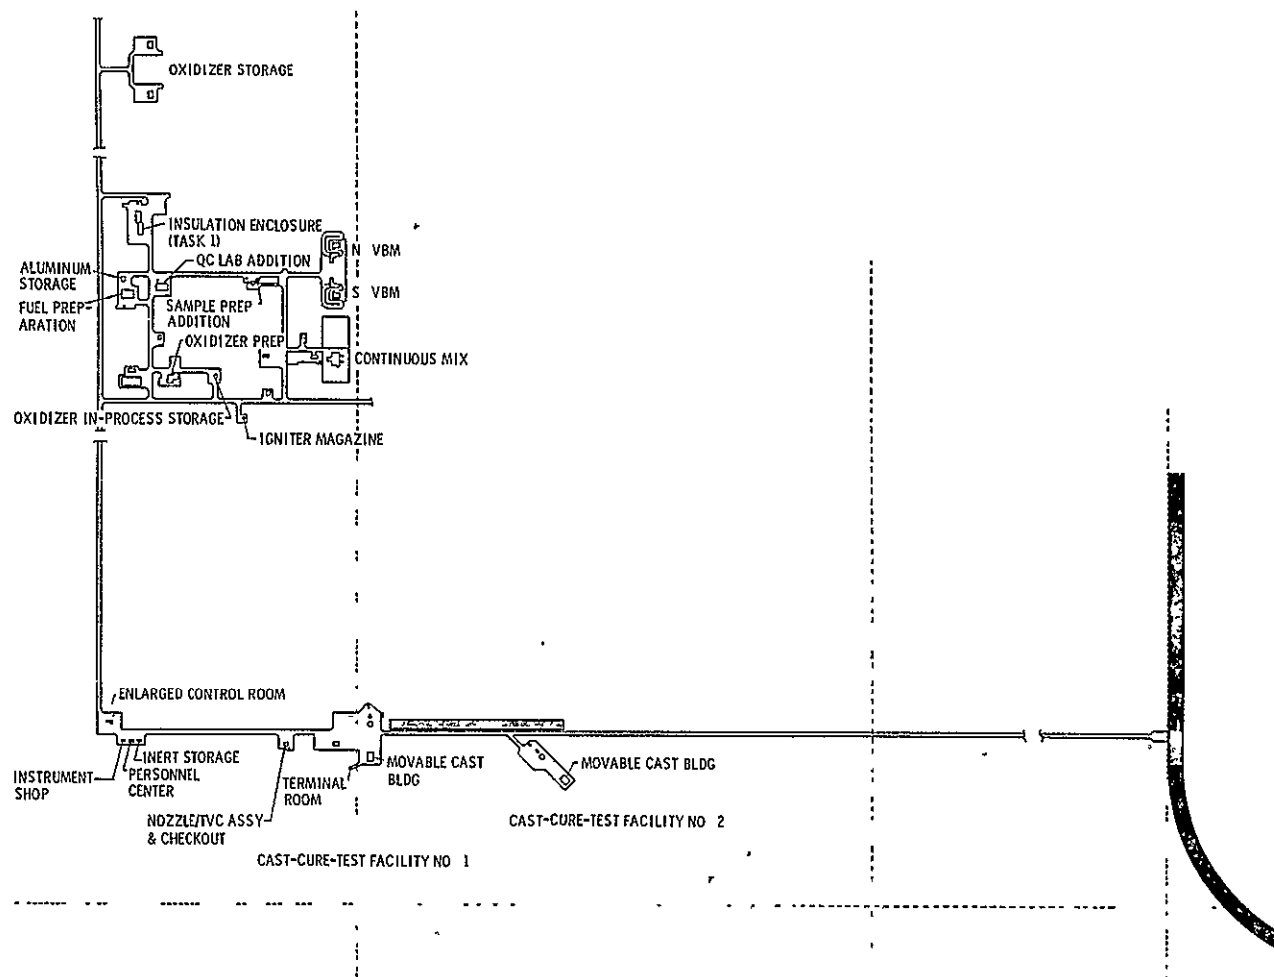 OXIDIZER STORAGE
INSULATION ENCLOSURE
(TASK 1)
N VBM
QC LAB ADDITION
ALUMINUM
STORAGE
S VBM
FUEL PREP-
ARATION
SAMPLE PREP
ADDITION
OXIDIZER PREP
CONTINUOUS MIX
OXIDIZER IN-PROCESS STORAGE
IGNITER MAGAZINE
ENLARGED CONTROL ROOM
INERT STORAGE
PERSONNEL
CENTER
INSTRUMENT
SHOP
TERMINAL
ROOM
MOVABLE CAST
BLDG
MOVABLE CAST BLDG
NOZZLE/TVC ASSY
& CHECKOUT
CAST-CURE-TEST FACILITY NO 2
CAST-CURE-TEST FACILITY NO 1